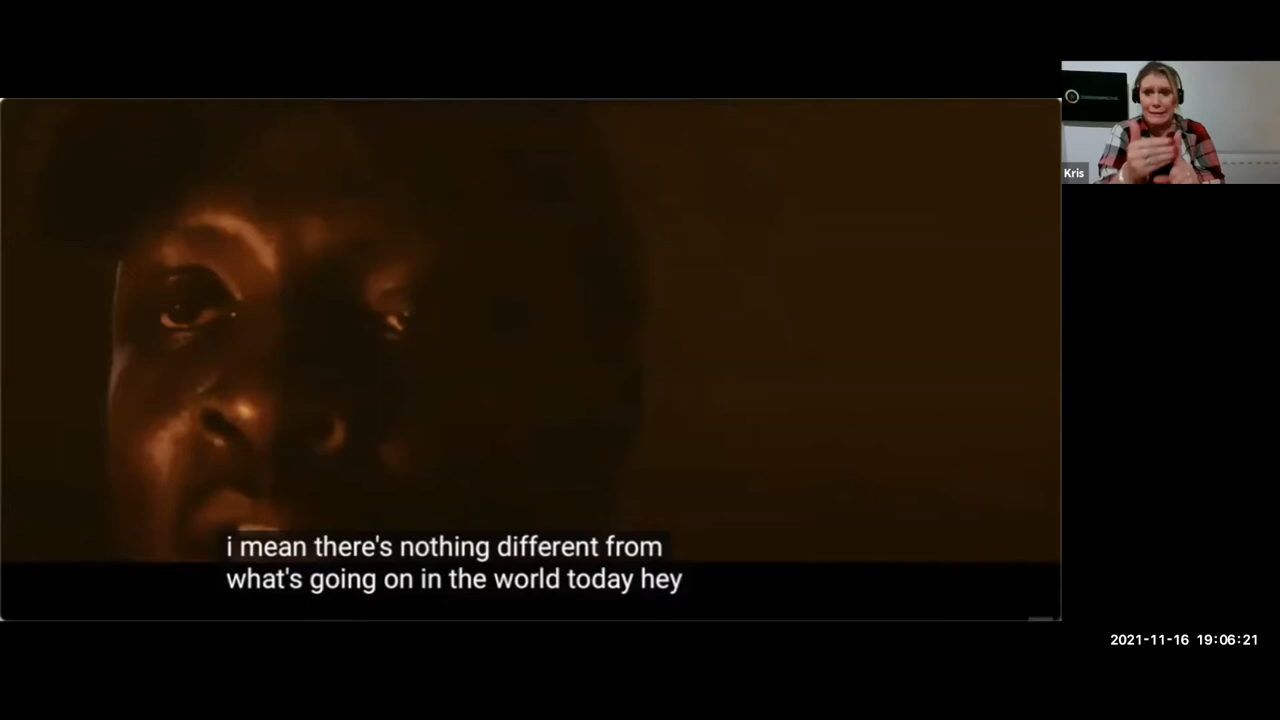 Kris
i mean there's nothing different from
what's going on in the world today hey
2021-11-16 19:06:21